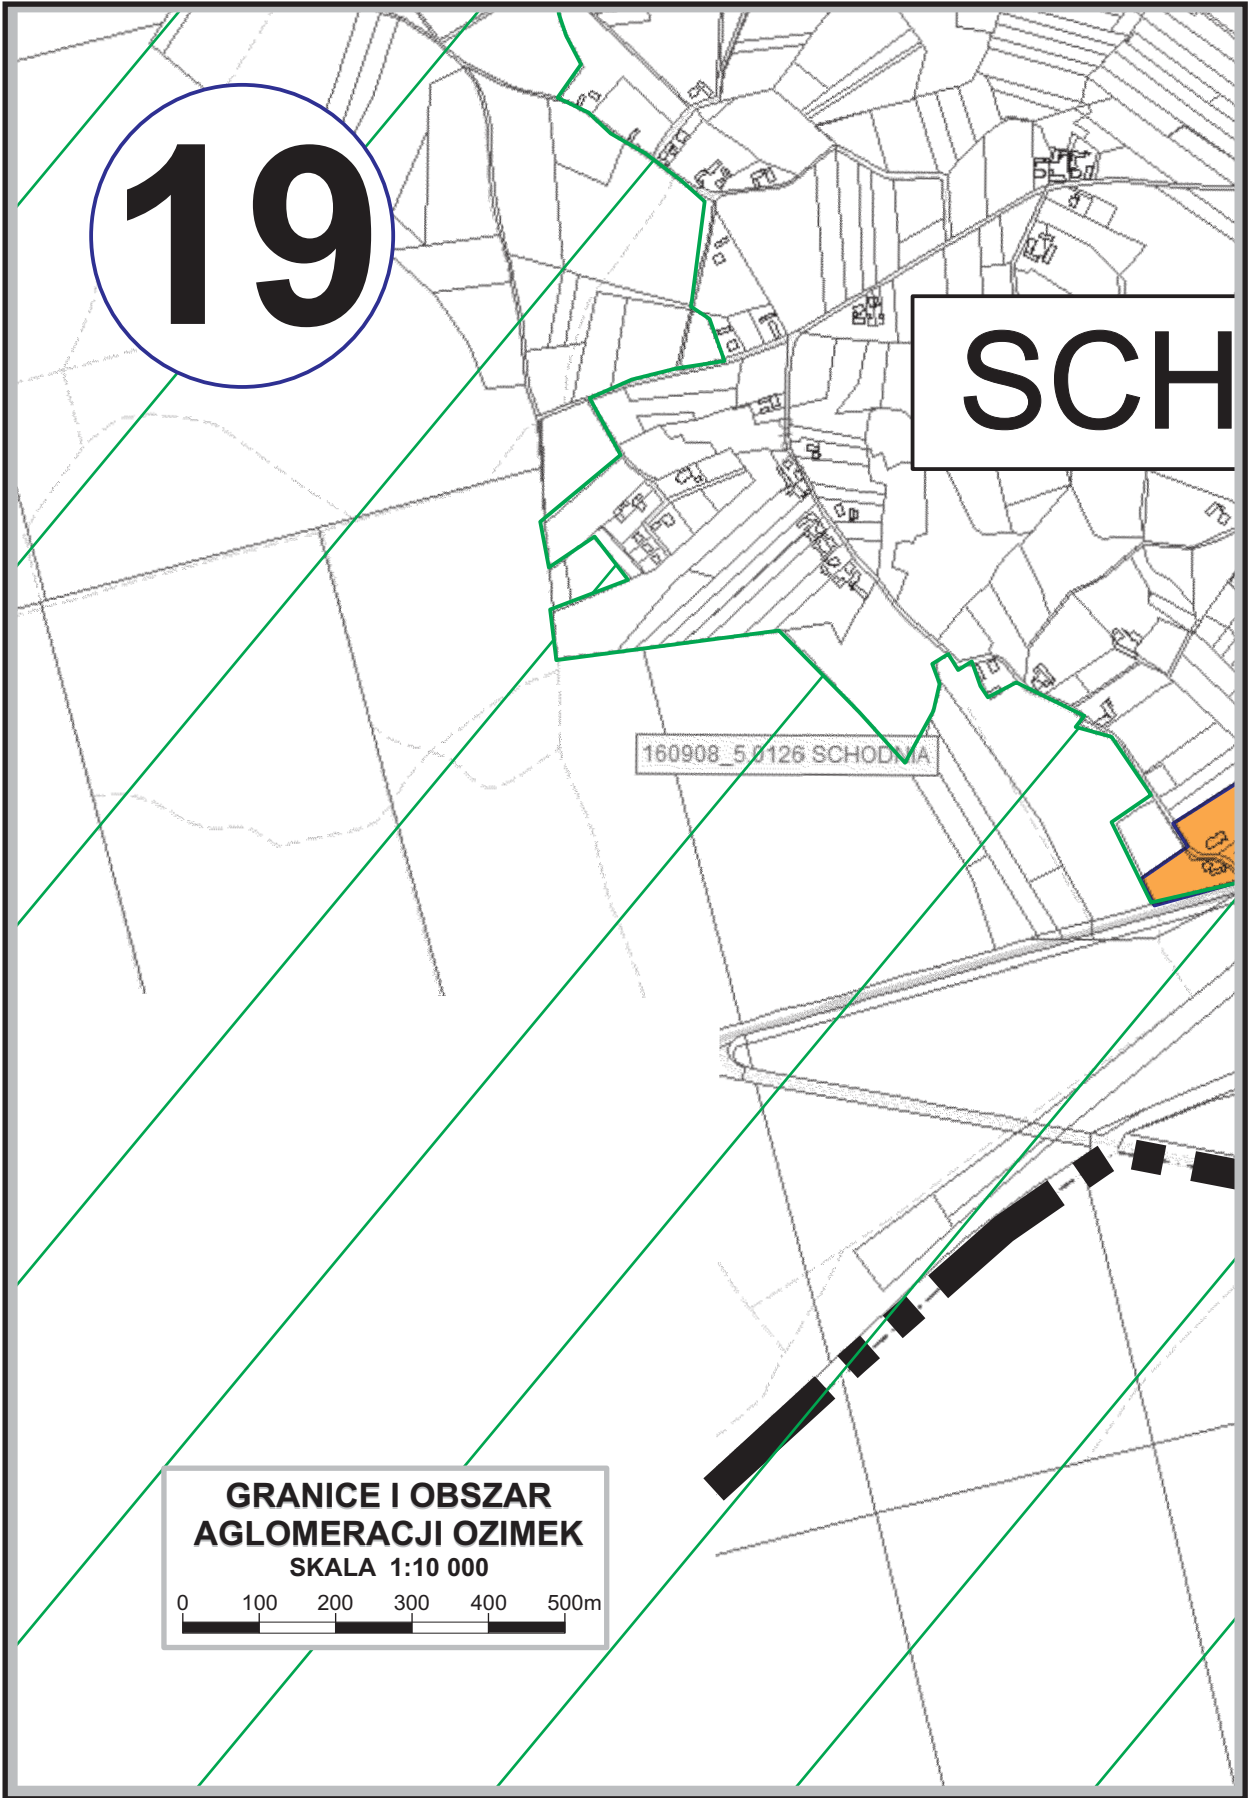 19
SCH
160908_5.0126 SCHODNIA
GRANICE I OBSZAR
AGLOMERACJI OZIMEK
SKALA 1:10 000
0 100 200 300 400 500m